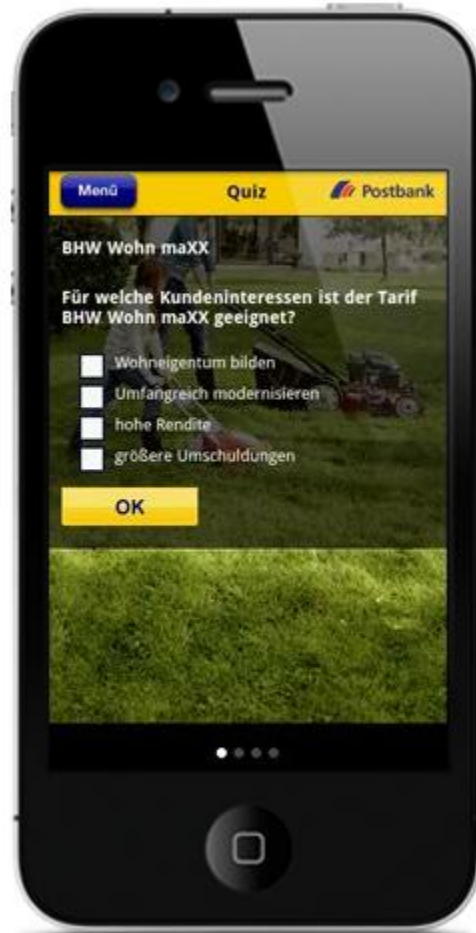 Menü Quiz Postbank
BHW Wohn maXX
Für welche Kundeninteressen ist der Tarif
BHW Wohn maXX geeignet?
Wohneigentum bilden
Umfangreich modernisieren
hohe Rendite
größere Umschuldungen
OK